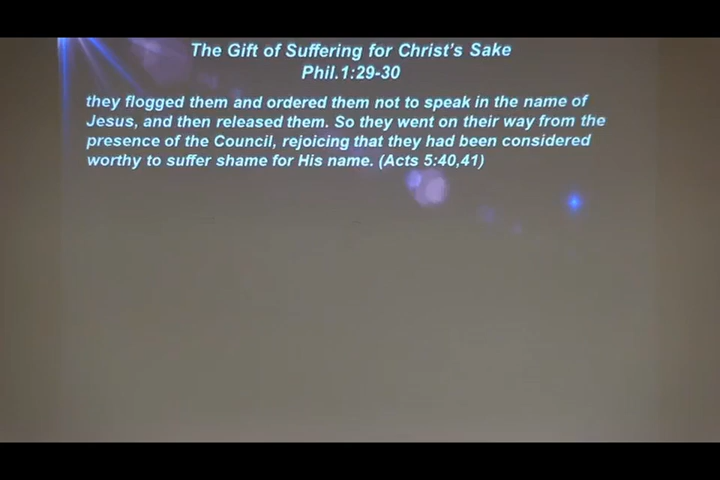 The Gift of Suffering for Christ's Sake
Phil.1:29-30
they flogged them and ordered them not to speak in the name of
Jesus, and then released them. So they went on their way from the
presence of the Council, rejoicing that they had been considered
worthy to suffer shame for His name. (Acts 5:40,41)